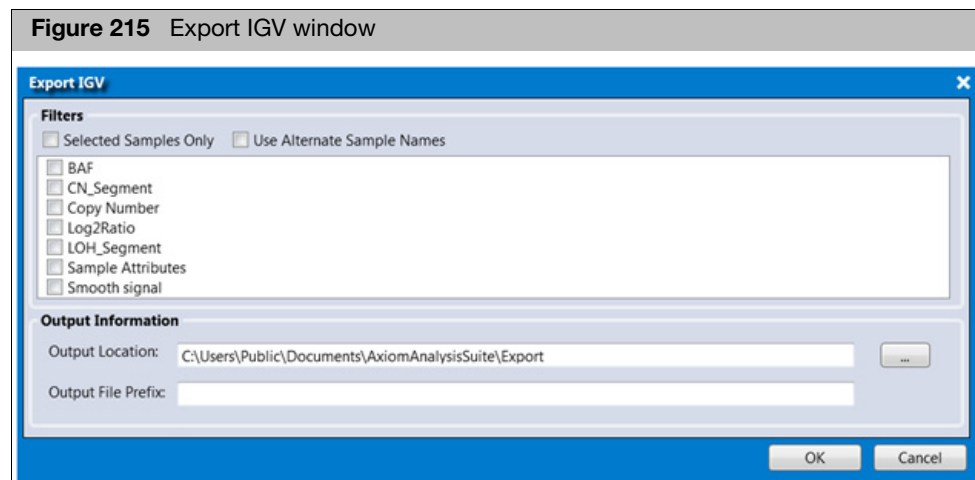 Figure 215 Export IGV window
Export IGV
Filters
Selected Samples Only Use Alternate Sample Names
BAF
CN_Segment
Copy Number
Log2Ratio
LOH_Segment
Sample Attributes
Smooth signal
Output Information
Output Location: C:\Users\Public\Documents\AxiomAnalysisSuite\Export ...
Output File Prefix:
OK Cancel